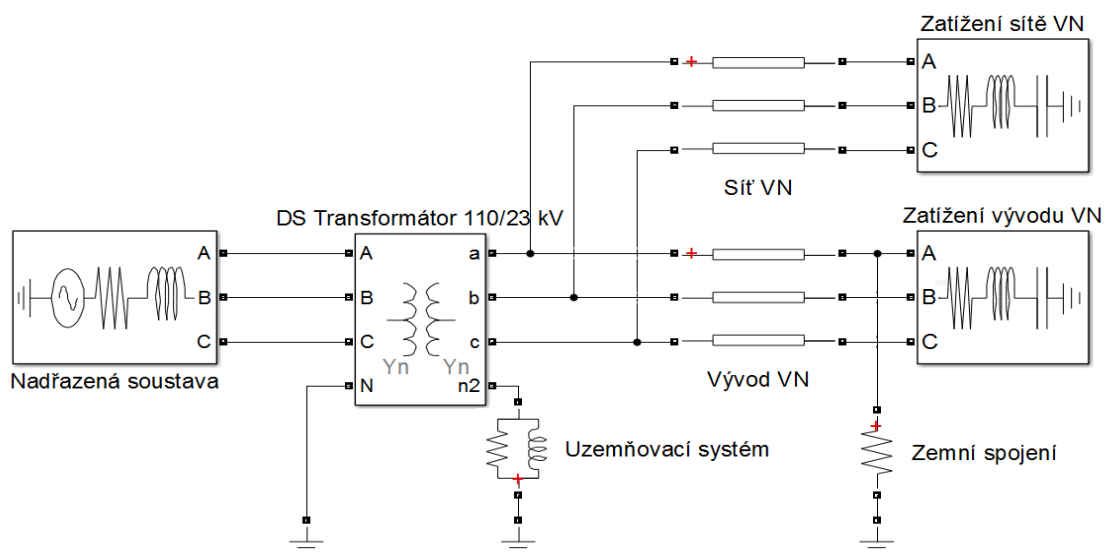 Zatížení sítě VN
A
B
C
Síť VN
DS Transformátor 110/23 kV
Zatížení vývodu VN
A
B
C
A
B
C
N
Yn
Yn
a
b
c
n2
A
B
C
Nadřazená soustava
Vývod VN
Uzemňovací systém
Zemní spojení